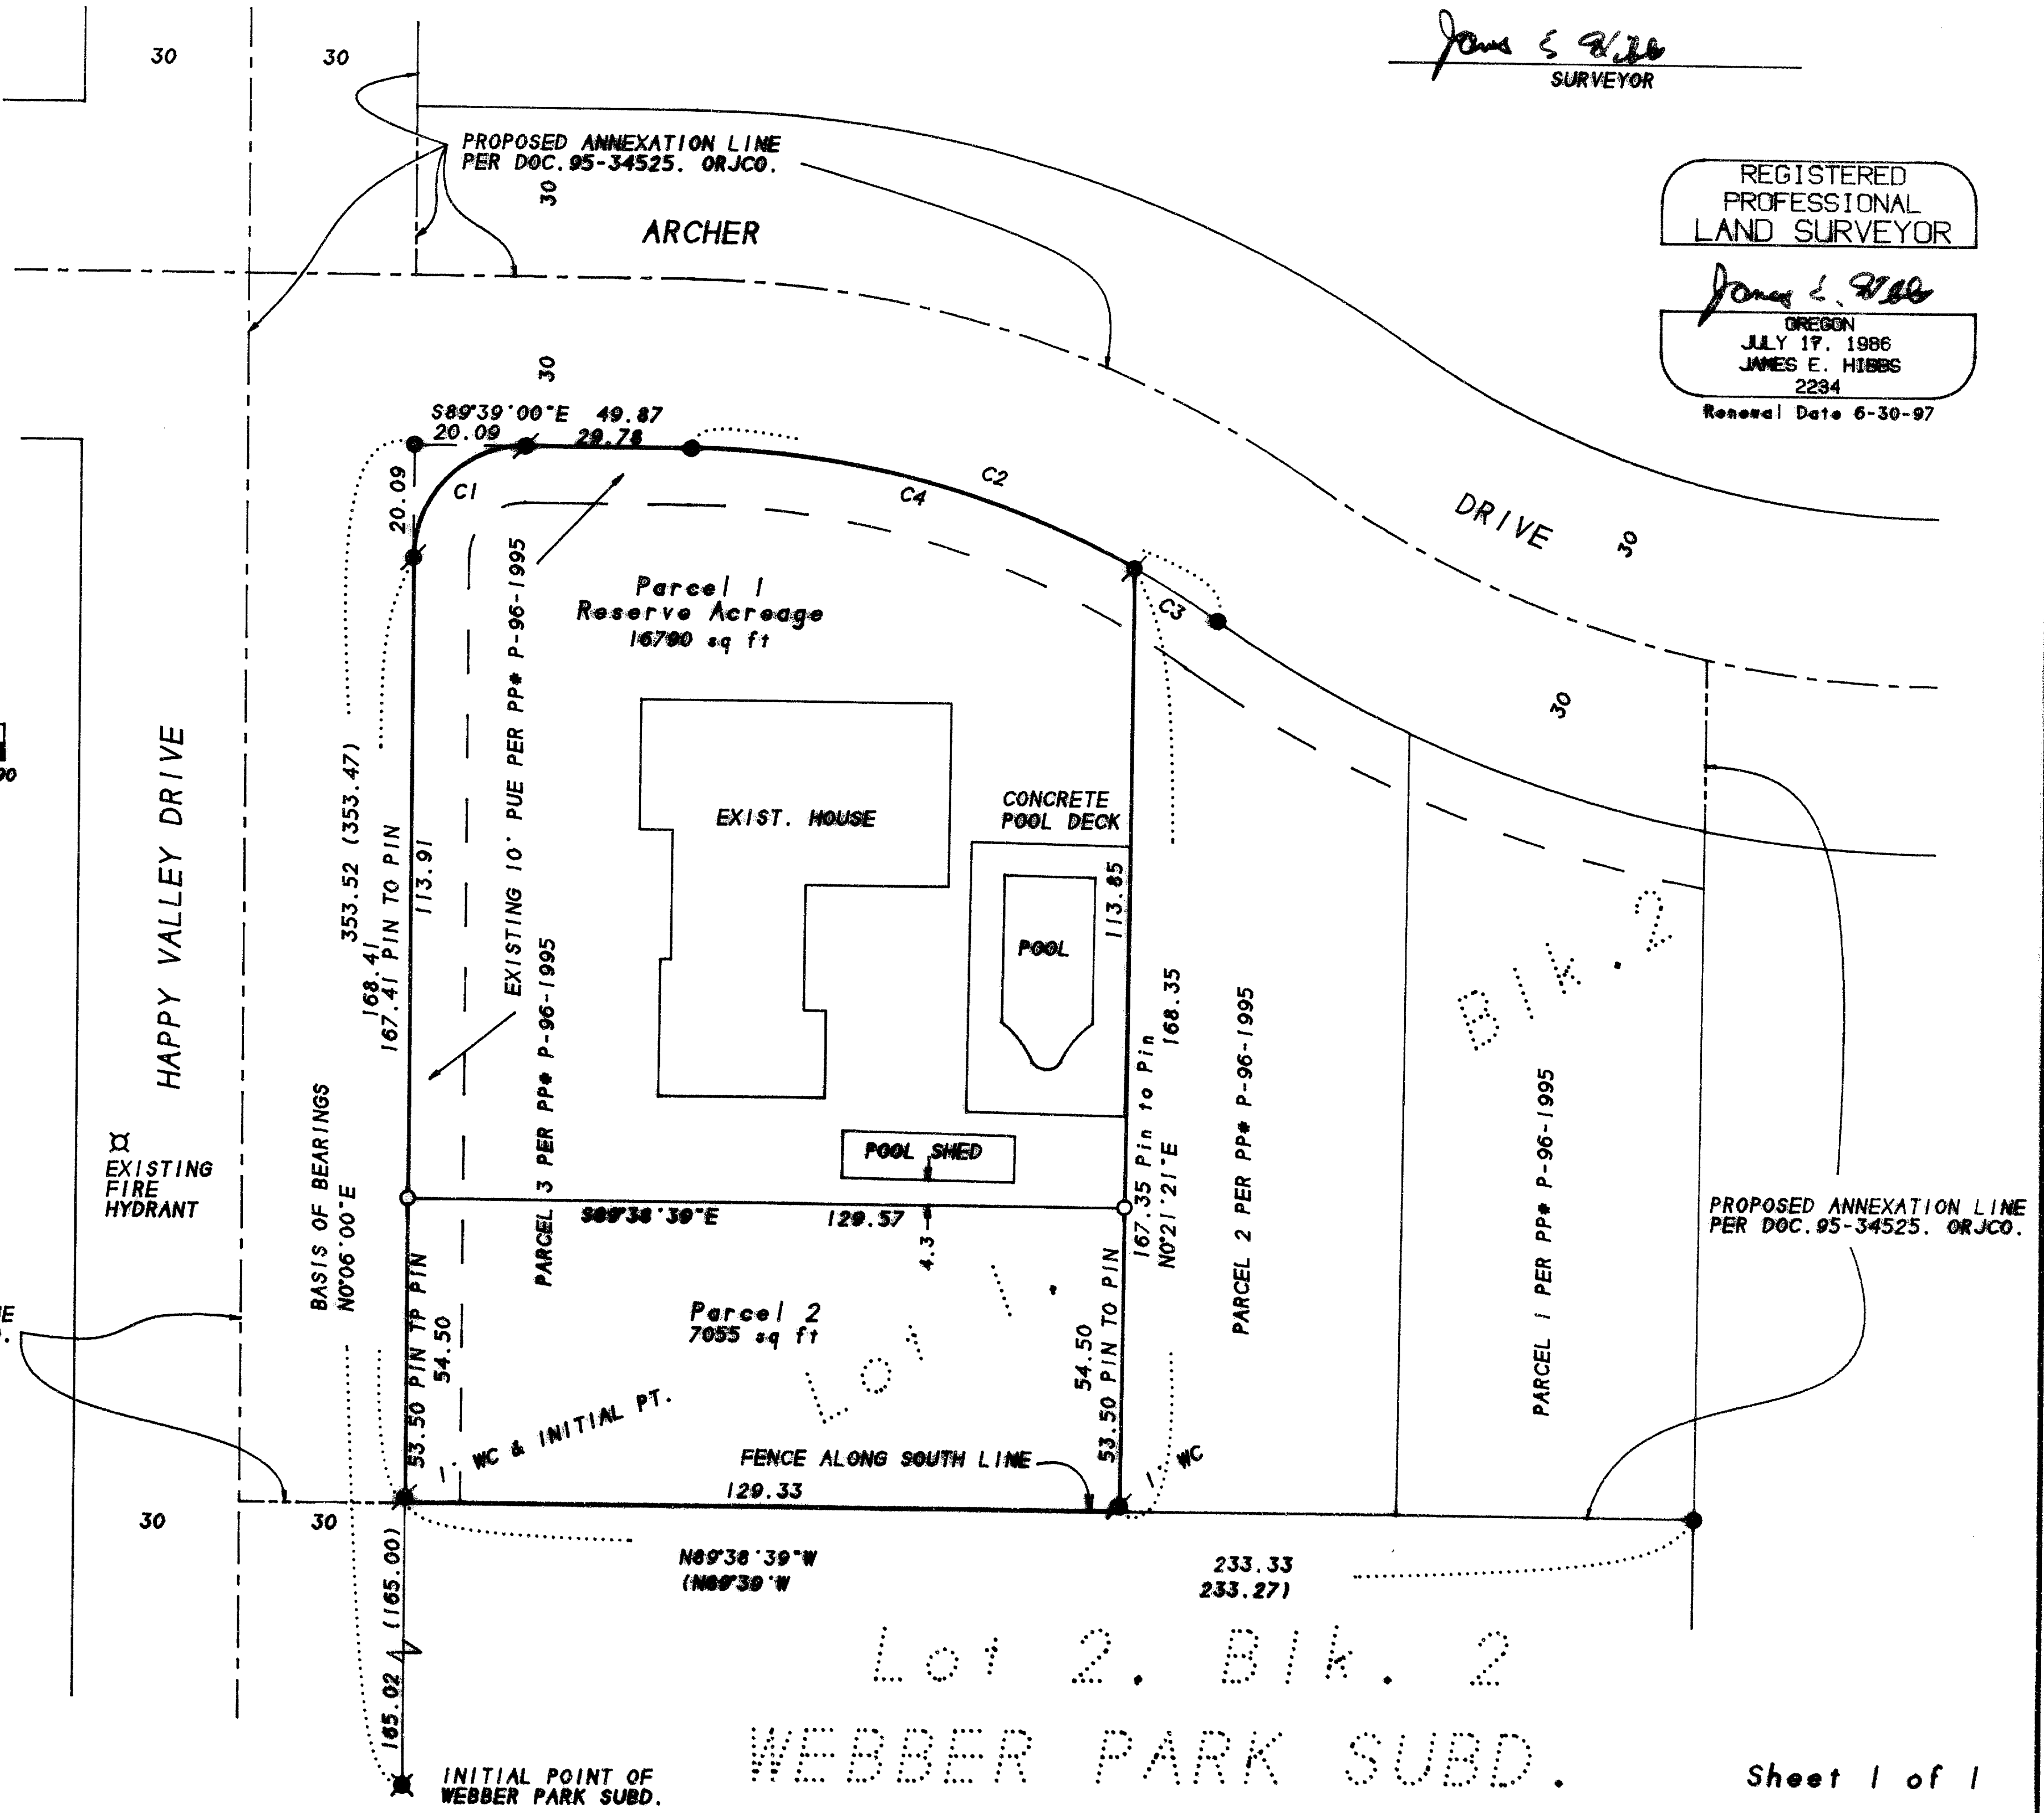 SURVEYOR
30
30
PROPOSED ANNEXATION LINE
PER DOC.95-34525. ORJCO.
30
ARCHER
REGISTERED
PROFESSIONAL
LAND SURVEYOR
OREGON
JULY 17. 1986
JAMES E. HIBBS
2234
Renewal Date 6-30-97
30
S89°39'00"E 49.87
20.09
29.78
20.09
C1
C2
C4
C3
DRIVE
30
30
Parcel 1
Reserve Acreage
16790 sq ft
HAPPY VALLEY DRIVE
353.52 (353.47)
168.41
167.41 PIN TO PIN
113.91
EXISTING 10' PUE PER PP# P-96-1995
PARCEL 3 PER PP# P-96-1995
EXIST. HOUSE
CONCRETE
POOL DECK
POOL
113.85
168.35
167.35 Pin to Pin
N0°21'21"E
PARCEL 2 PER PP# P-96-1995
PARCEL 1 PER PP# P-96-1995
Blk. 2
EXISTING
FIRE
HYDRANT
BASIS OF BEARINGS
N0°06'00"E
POOL SHED
S89°38'39"E
129.57
4.3
PROPOSED ANNEXATION LINE
PER DOC.95-34525. ORJCO.
Parcel 2
7055 sq ft
Lot 1.
53.50 PIN TP PIN
54.50
54.50
53.50 PIN TO PIN
1' WC & INITIAL PT.
1' WC
FENCE ALONG SOUTH LINE
129.33
30
30
N89°38'39"W
(N89°39'W
233.33
233.27)
165.02 (165.00)
Lot 2. Blk. 2
WEBBER PARK SUBD.
INITIAL POINT OF
WEBBER PARK SUBD.
Sheet 1 of 1